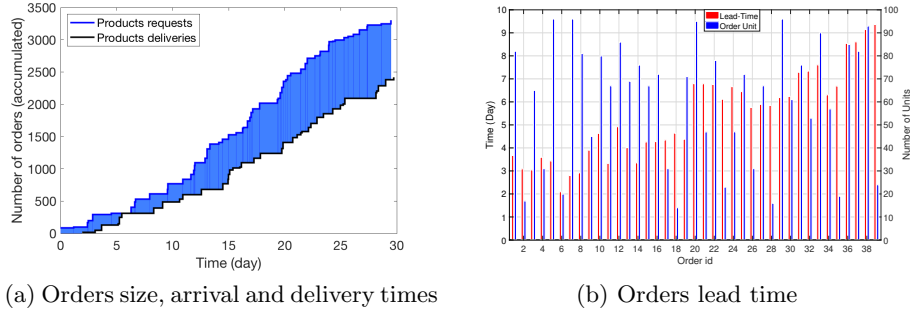 3500
3000
2500
2000
1500
1000
500
0
Number of orders (accumulated)
Products requests
Products deliveries
0 5 10 15 20 25 30
Time (day)
(a) Orders size, arrival and delivery times
10
9
8
7
6
5
4
3
2
1
0
Time (Day)
Lead-Time
Order Unit
100
90
80
70
60
50
40
30
20
10
0
Number of Units
2 4 6 8 10 12 14 16 18 20 22 24 26 28 30 32 34 36 38
Order id
(b) Orders lead time